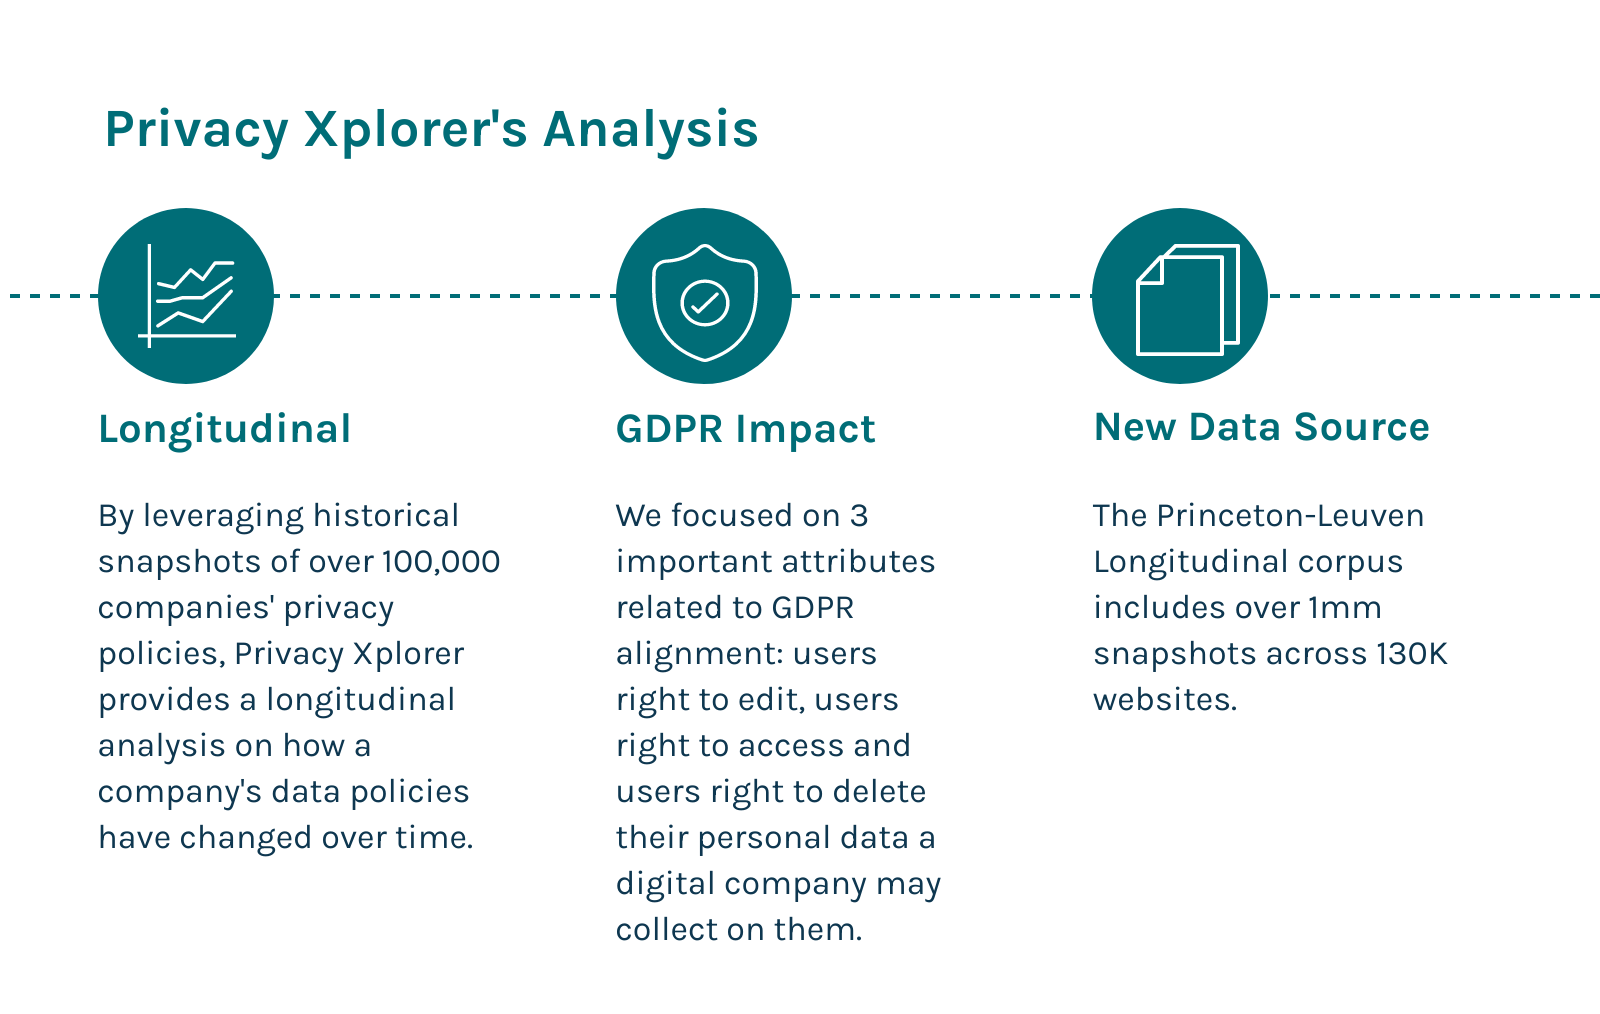 Privacy Xplorer's Analysis
Longitudinal
By leveraging historical
snapshots of over 100,000
companies' privacy
policies, Privacy Xplorer
provides a longitudinal
analysis on how a
company's data policies
have changed over time.
GDPR Impact
We focused on 3
important attributes
related to GDPR
alignment: users
right to edit, users
right to access and
users right to delete
their personal data a
digital company may
collect on them.
New Data Source
The Princeton-Leuven
Longitudinal corpus
includes over 1mm
snapshots across 130K
websites.